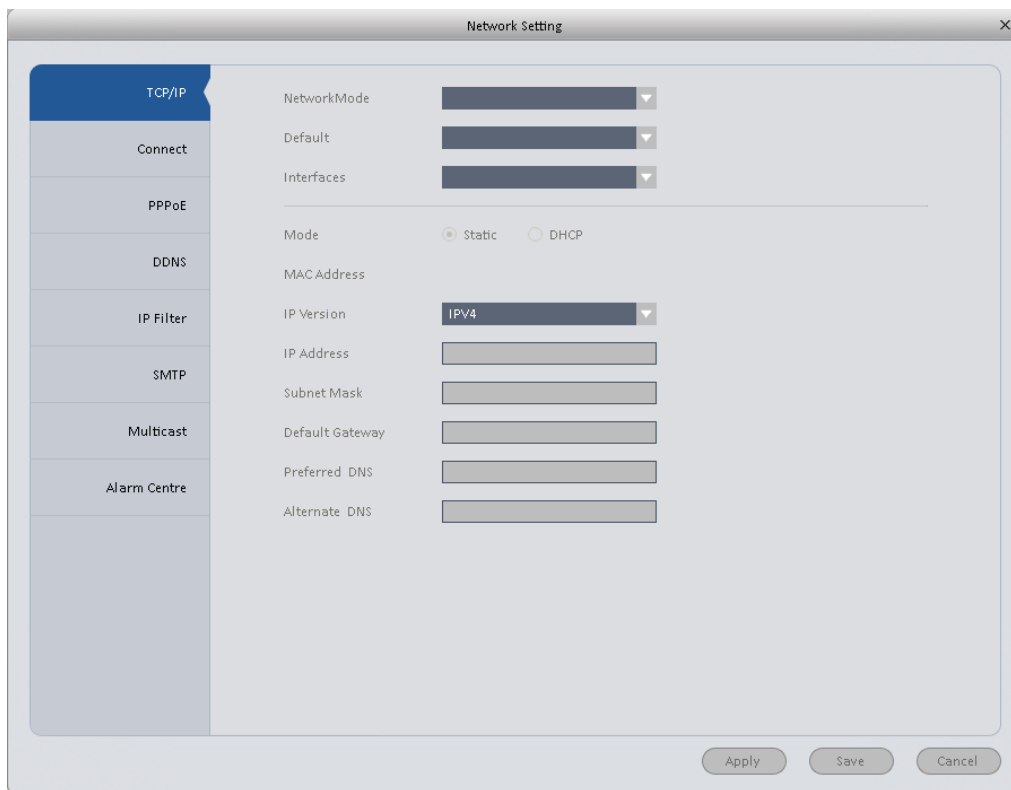 Network Setting
TCP/IP
Connect
PPPoE
DDNS
IP Filter
SMTP
Multicast
Alarm Centre
NetworkMode
Default
Interfaces
Mode Static DHCP
MAC Address
IP Version IPV4
IP Address
Subnet Mask
Default Gateway
Preferred DNS
Alternate DNS
Apply Save Cancel